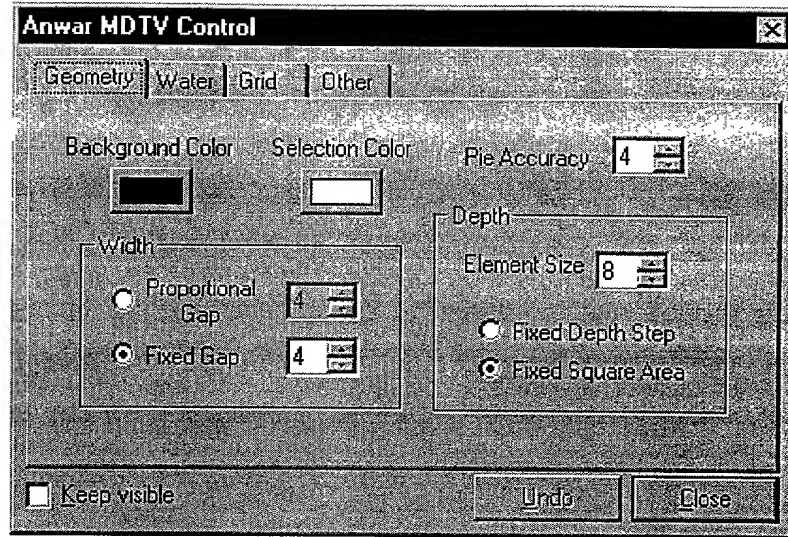 Anwar MDTV Control
Geometry Water Grid Other
Background Color Selection Color Pie Accuracy 4
Width
Proportional Gap 4
Fixed Gap 4
Depth
Element Size 8
Fixed Depth Step
Fixed Square Area
Keep visible Undo Close